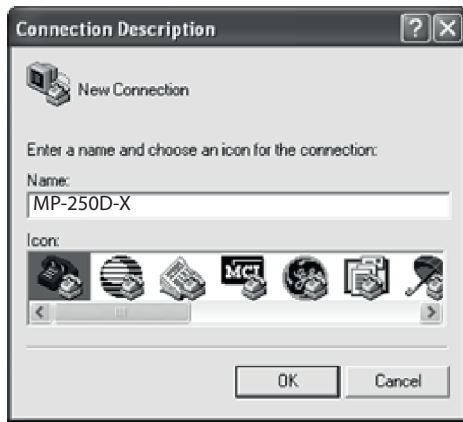 Connection Description
New Connection
Enter a name and choose an icon for the connection:
Name:
MP-250D-X
Icon:
MCI
OK
Cancel